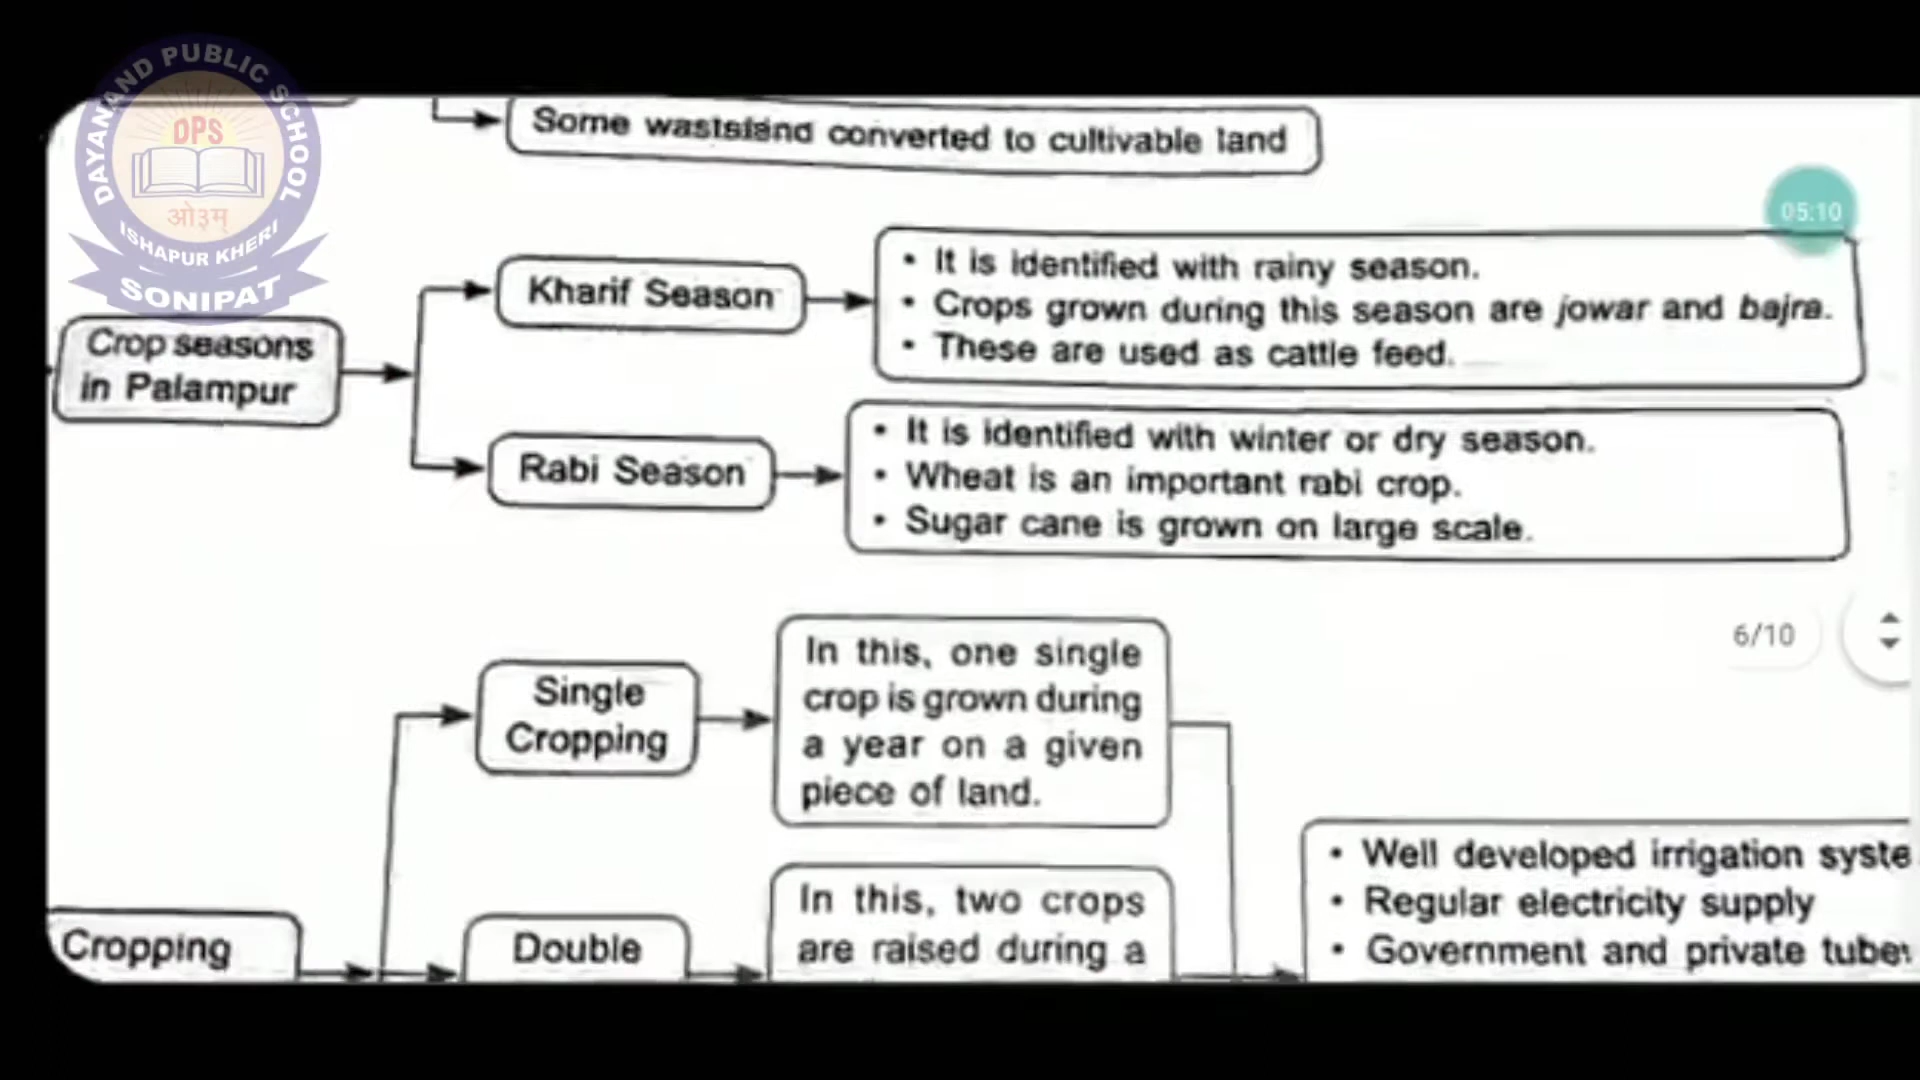 DAYANAND PUBLIC SCHOOL
DPS
ओ३म्
ISHAPUR KHERI
SONIPAT
Some wasteland converted to cultivable land
05:10
Kharif Season
• It is identified with rainy season.
• Crops grown during this season are jowar and bajra.
• These are used as cattle feed.
Crop seasons
in Palampur
Rabi Season
• It is identified with winter or dry season.
• Wheat is an important rabi crop.
• Sugar cane is grown on large scale.
6/10
Single
Cropping
In this, one single
crop is grown during
a year on a given
piece of land.
Cropping
Double
In this, two crops
are raised during a
• Well developed irrigation syste
• Regular electricity supply
• Government and private tube